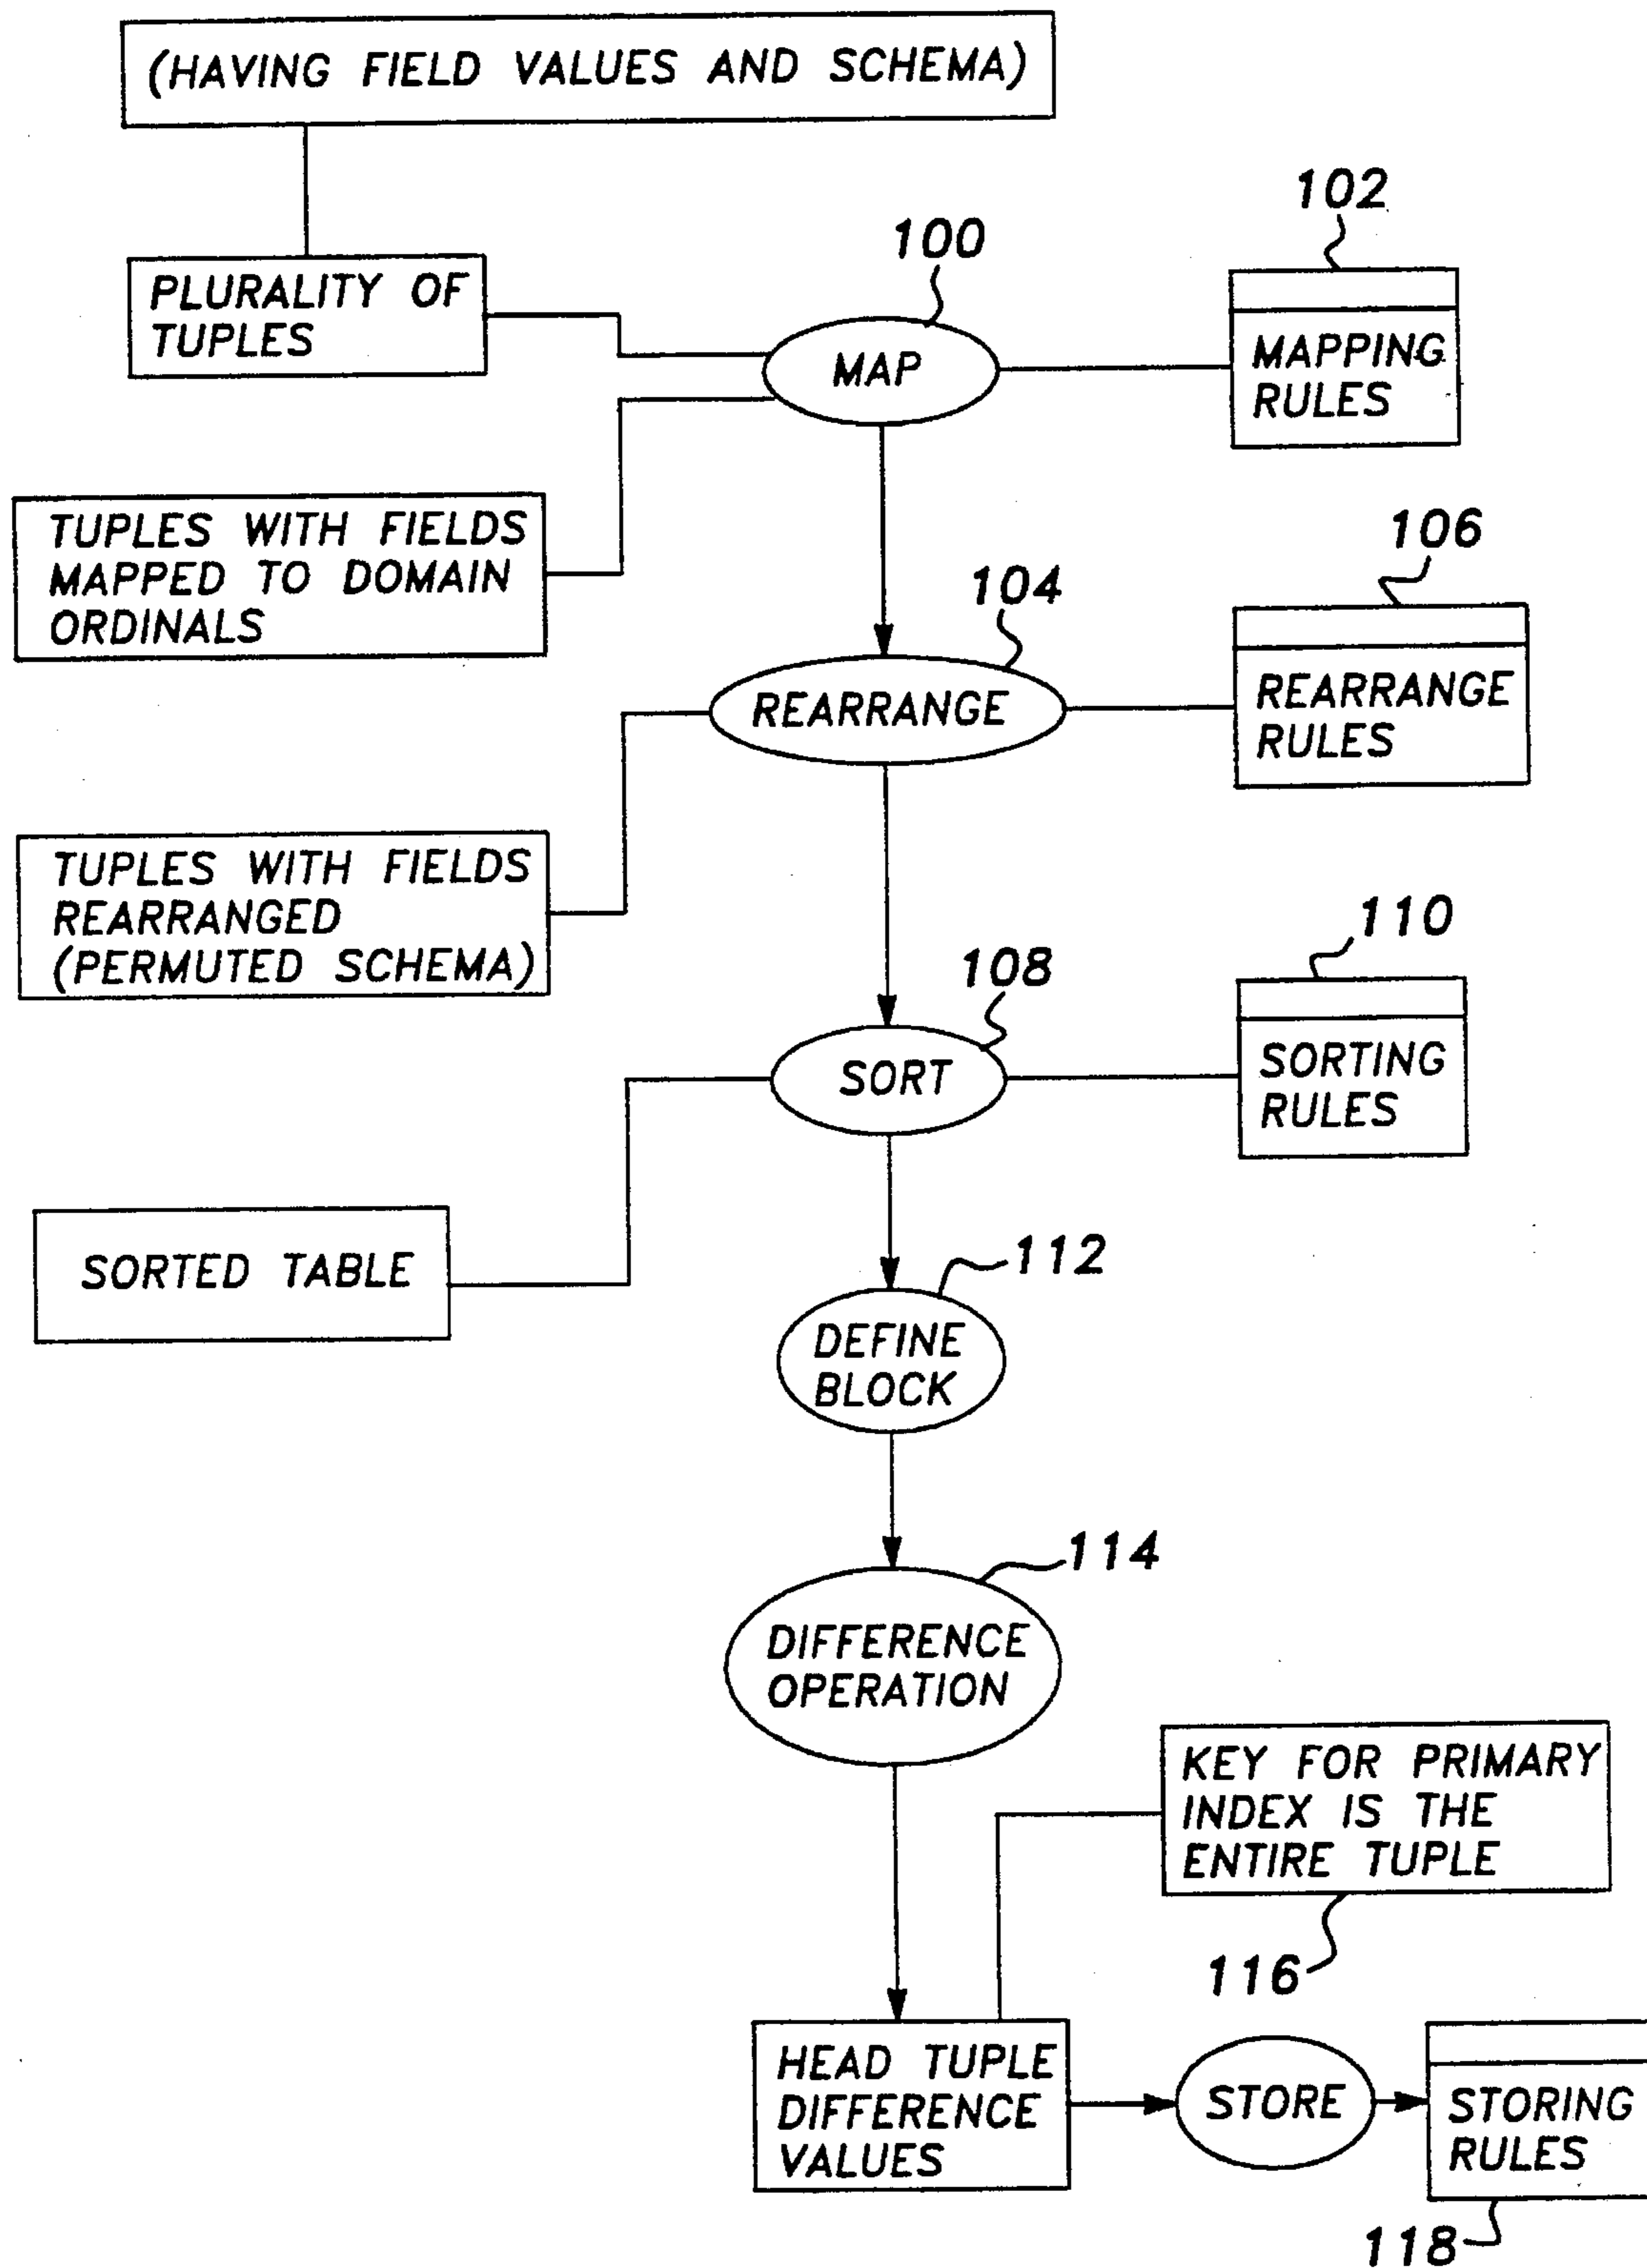 (HAVING FIELD VALUES AND SCHEMA)
102
100
PLURALITY OF
TUPLES
MAP
MAPPING
RULES
TUPLES WITH FIELDS
MAPPED TO DOMAIN
ORDINALS
106
104
REARRANGE
REARRANGE
RULES
TUPLES WITH FIELDS
REARRANGED
(PERMUTED SCHEMA)
110
108
SORT
SORTING
RULES
SORTED TABLE
112
DEFINE
BLOCK
114
DIFFERENCE
OPERATION
KEY FOR PRIMARY
INDEX IS THE
ENTIRE TUPLE
116
HEAD TUPLE
DIFFERENCE
VALUES
STORE
STORING
RULES
118